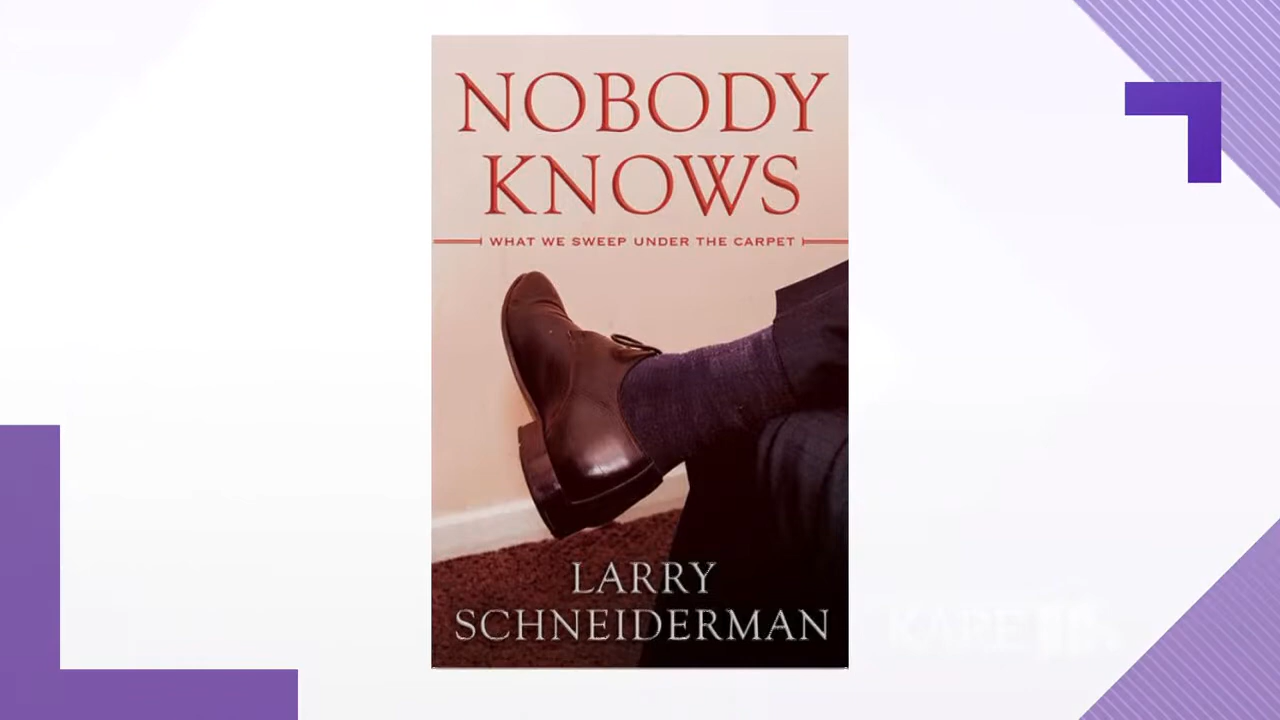 NOBODY
KNOWS
WHAT WE SWEEP UNDER THE CARPET
LARRY
SCHNEIDERMAN